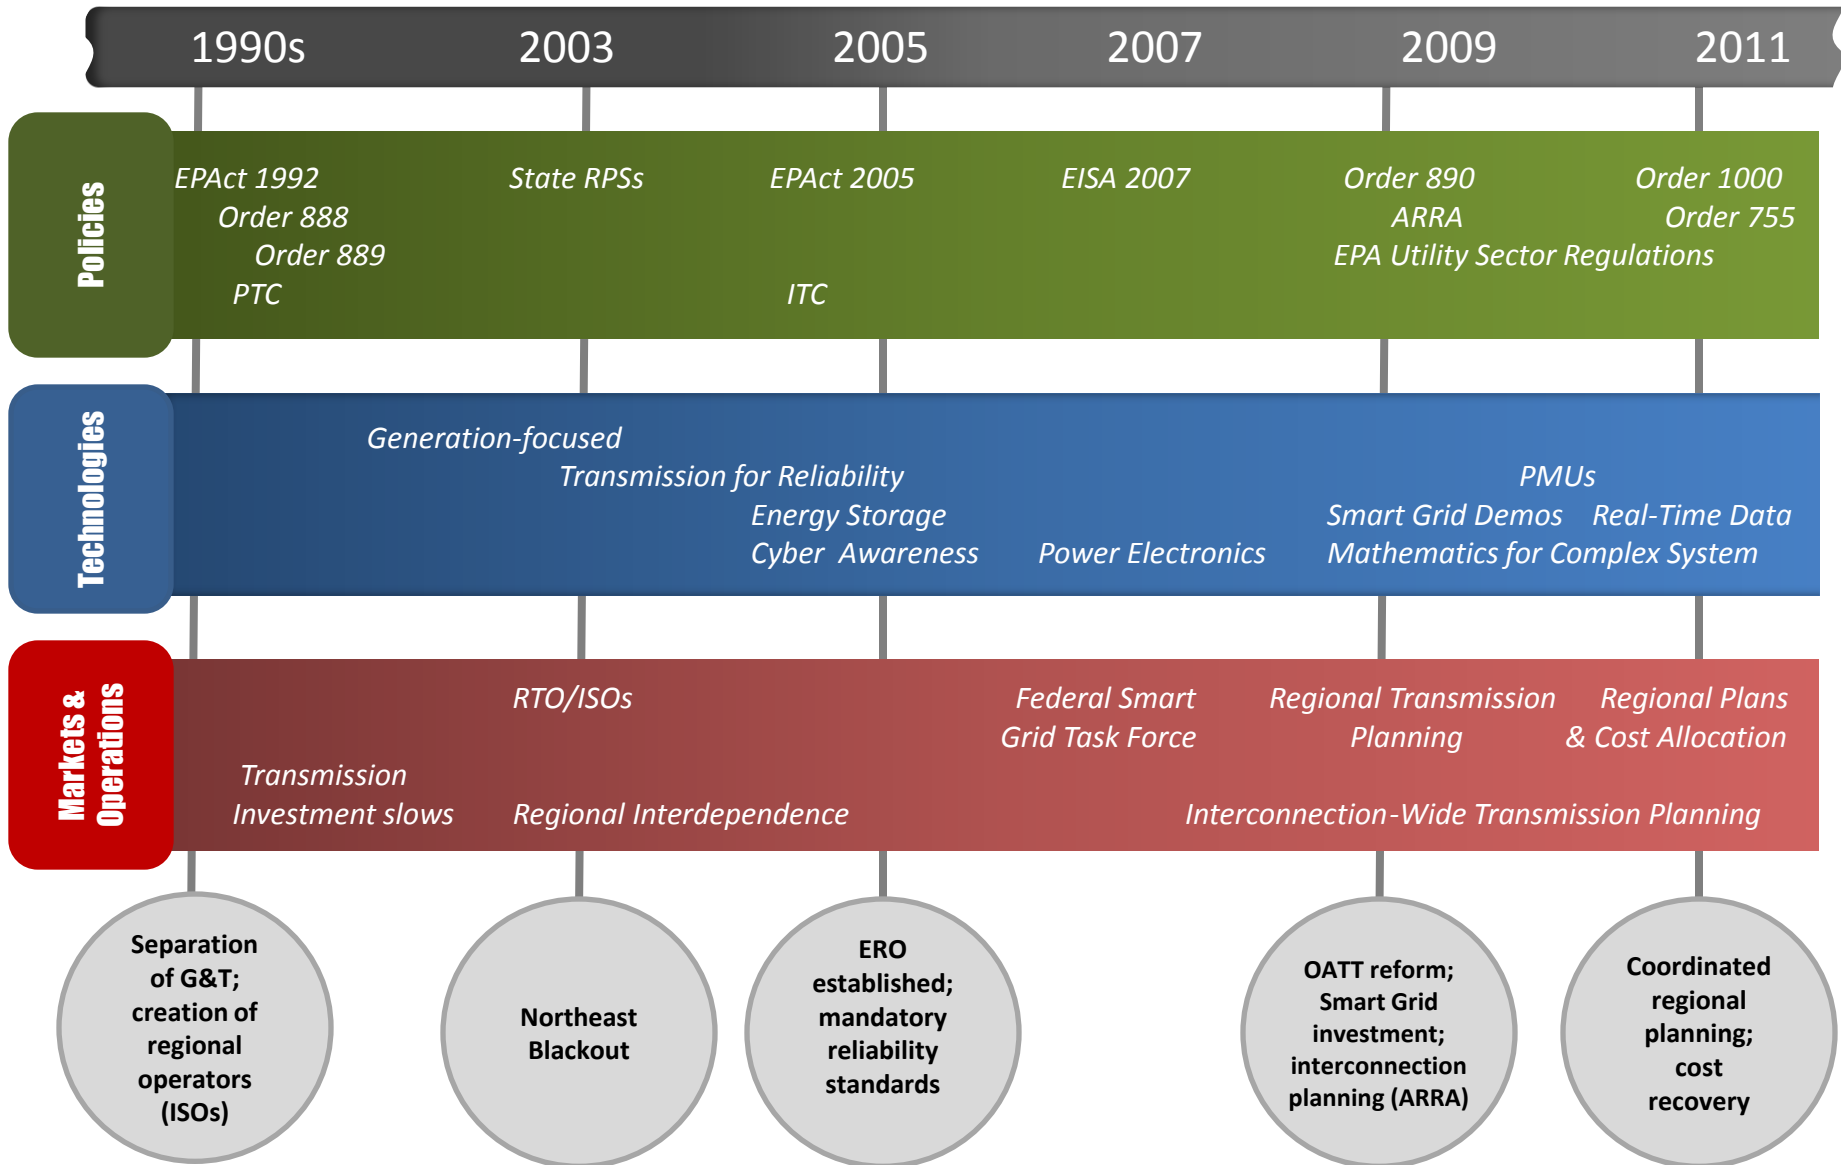 1990s 2003 2005 2007 2009 2011
Policies
EPAct 1992 State RPSs EPAct 2005 EISA 2007 Order 890 Order 1000
Order 888 ARRA Order 755
Order 889 EPA Utility Sector Regulations
PTC ITC
Technologies
Generation-focused
Transmission for Reliability PMUs
Energy Storage Smart Grid Demos Real-Time Data
Cyber Awareness Power Electronics Mathematics for Complex System
Markets &
Operations
RTO/ISOs Federal Smart Regional Transmission Regional Plans
Grid Task Force Planning & Cost Allocation
Transmission
Investment slows Regional Interdependence Interconnection-Wide Transmission Planning
Separation
of G&T;
creation of
regional
operators
(ISOs)
Northeast
Blackout
ERO
established;
mandatory
reliability
standards
OATT reform;
Smart Grid
investment;
interconnection
planning (ARRA)
Coordinated
regional
planning;
cost
recovery